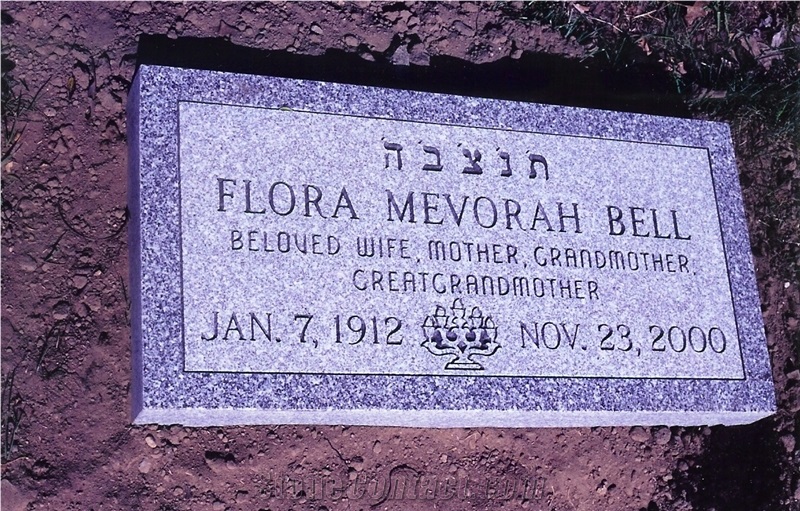 ת'נ'צ'ב'ה'
FLORA MEVORAH BELL
BELOVED WIFE, MOTHER, GRANDMOTHER,
GREATGRANDMOTHER
JAN. 7, 1912 NOV. 23, 2000